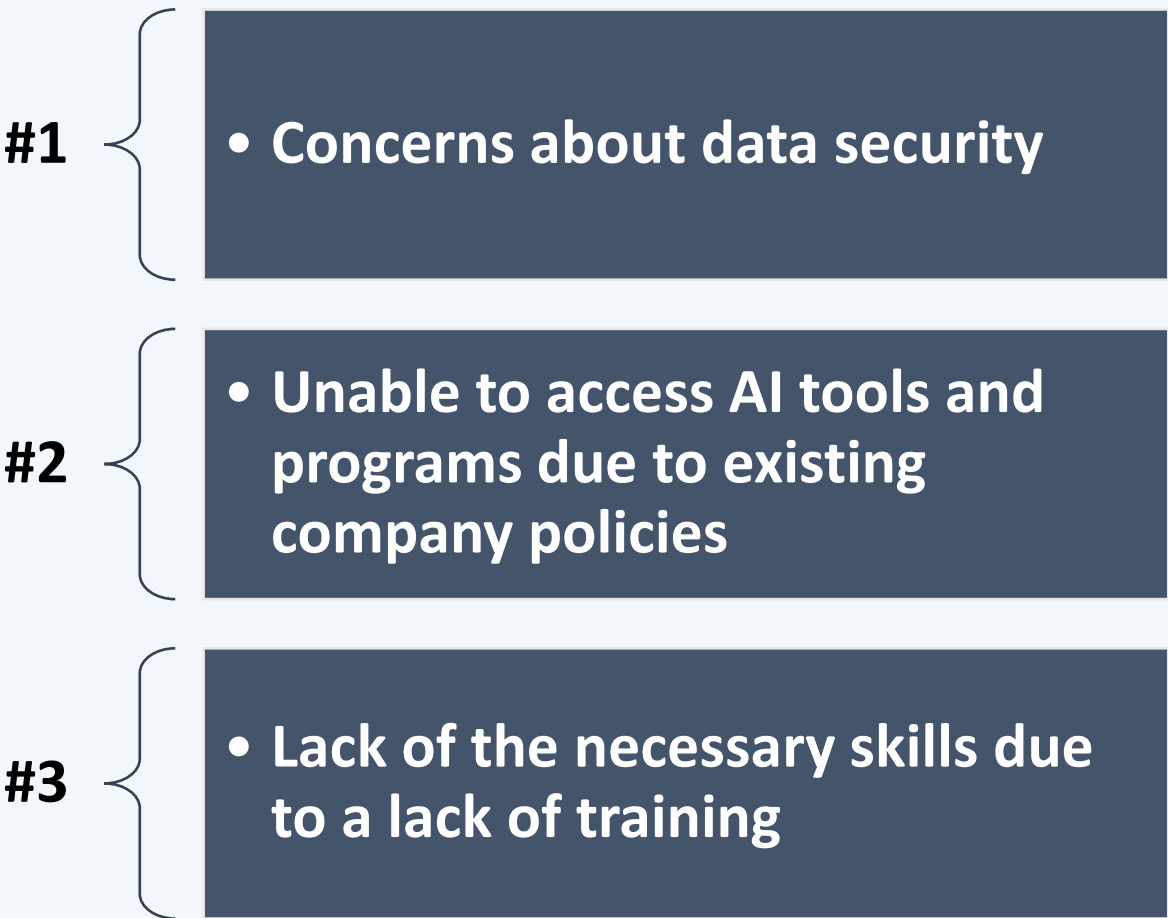 #1
• Concerns about data security
#2
• Unable to access AI tools and
programs due to existing
company policies
#3
• Lack of the necessary skills due
to a lack of training